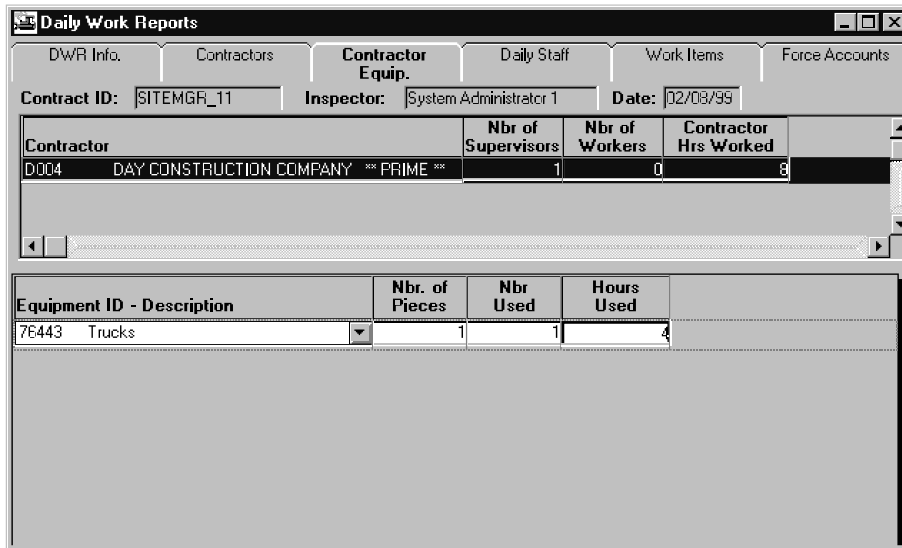 Daily Work Reports
DWR Info. Contractors Contractor Equip. Daily Staff Work Items Force Accounts
Contract ID: SITEMGR_11 Inspector: System Administrator 1 Date: 02/08/99
Contractor Nbr of Supervisors Nbr of Workers Contractor Hrs Worked
D004 DAY CONSTRUCTION COMPANY ** PRIME ** 1 0 8
Equipment ID - Description Nbr. of Pieces Nbr Used Hours Used
76443 Trucks 1 1 4